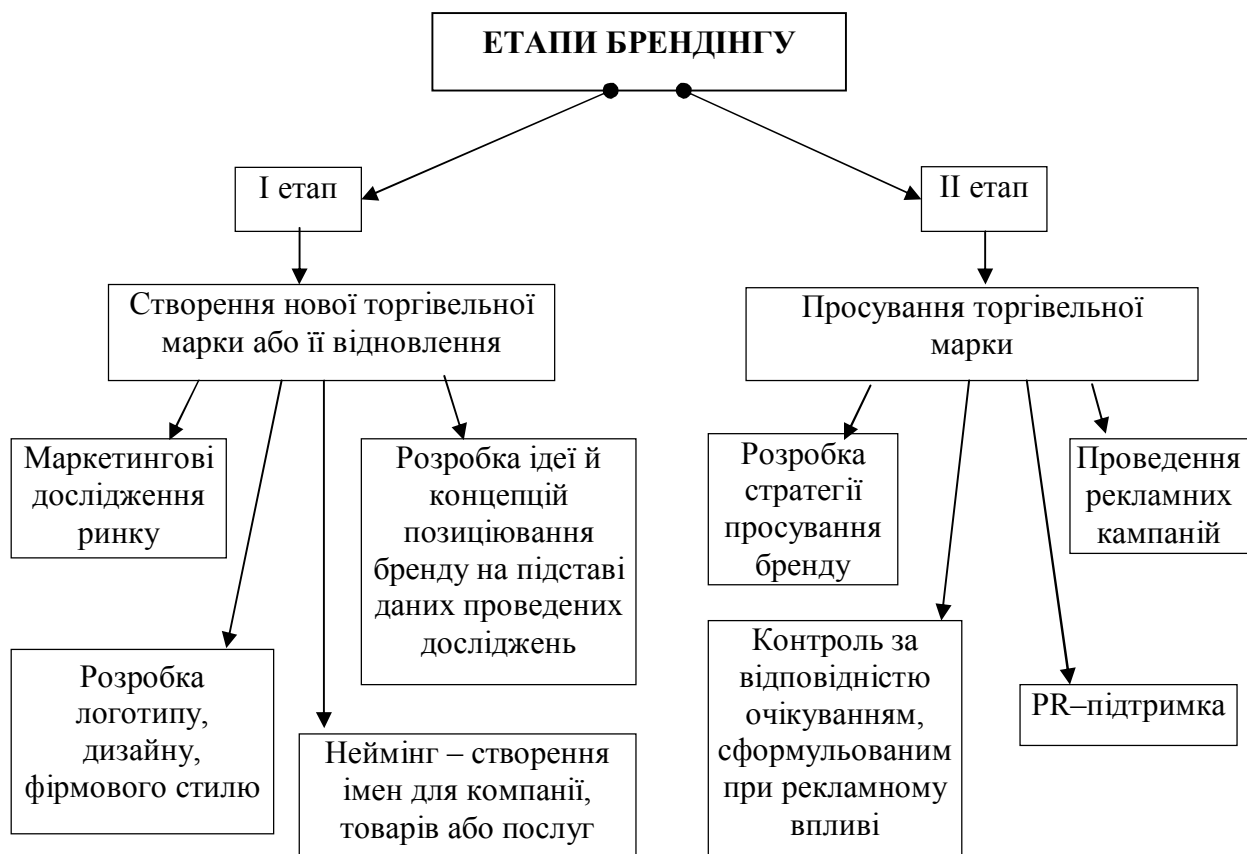 ЕТАПИ БРЕНДІНГУ
І етап
ІІ етап
Створення нової торгівельної
марки або її відновлення
Просування торгівельної
марки
Маркетингові
дослідження
ринку
Розробка ідеї й
концепцій
позиціювання
бренду на підставі
даних проведених
досліджень
Розробка
стратегії
просування
бренду
Проведення
рекламних
кампаній
Розробка
логотипу,
дизайну,
фірмового стилю
Неймінг – створення
імен для компанії,
товарів або послуг
Контроль за
відповідністю
очікуванням,
сформульованим
при рекламному
впливі
PR–підтримка